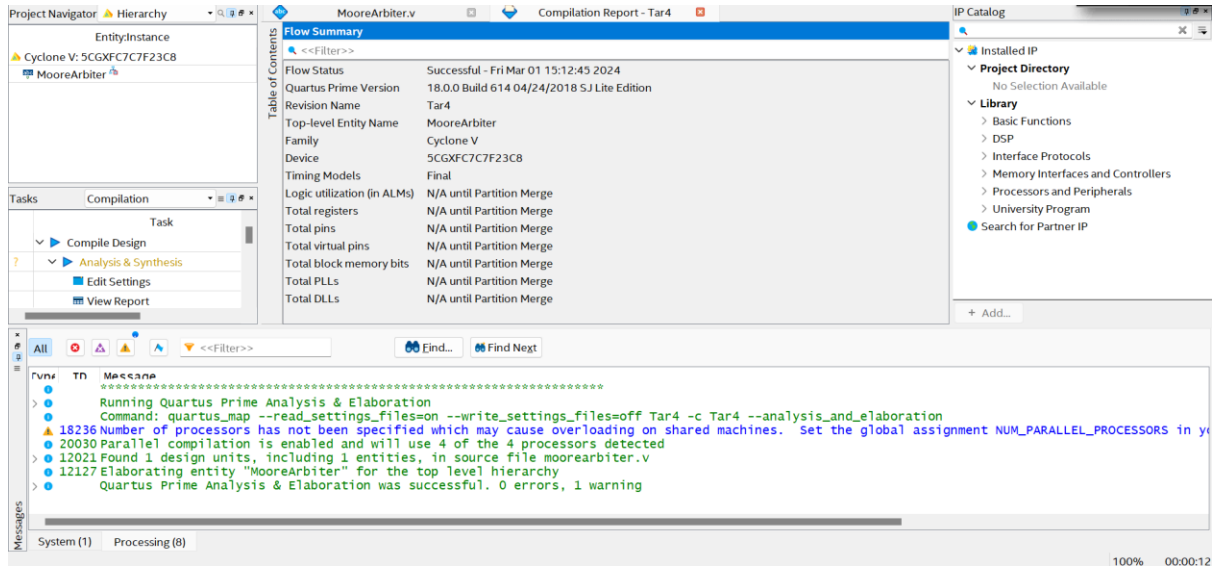 Project Navigator Hierarchy
Entity:Instance
Cyclone V: 5CGXFC7C7F23C8
MooreArbiter
Tasks Compilation
Task
Compile Design
? Analysis & Synthesis
Edit Settings
View Report
MooreArbiter.v Compilation Report - Tar4
Table of Contents
Flow Summary
<<Filter>>
Flow Status Successful - Fri Mar 01 15:12:45 2024
Quartus Prime Version 18.0.0 Build 614 04/24/2018 SJ Lite Edition
Revision Name Tar4
Top-level Entity Name MooreArbiter
Family Cyclone V
Device 5CGXFC7C7F23C8
Timing Models Final
Logic utilization (in ALMs) N/A until Partition Merge
Total registers N/A until Partition Merge
Total pins N/A until Partition Merge
Total virtual pins N/A until Partition Merge
Total block memory bits N/A until Partition Merge
Total PLLs N/A until Partition Merge
Total DLLs N/A until Partition Merge
IP Catalog
Installed IP
Project Directory
No Selection Available
Library
Basic Functions
DSP
Interface Protocols
Memory Interfaces and Controllers
Processors and Peripherals
University Program
Search for Partner IP
+ Add...
All <<Filter>> Find... Find Next
Type ID Message
*******************************************************************
Running Quartus Prime Analysis & Elaboration
Command: quartus_map --read_settings_files=on --write_settings_files=off Tar4 -c Tar4 --analysis_and_elaboration
18236 Number of processors has not been specified which may cause overloading on shared machines. Set the global assignment NUM_PARALLEL_PROCESSORS in
20030 Parallel compilation is enabled and will use 4 of the 4 processors detected
12021 Found 1 design units, including 1 entities, in source file moorearbiter.v
12127 Elaborating entity "MooreArbiter" for the top level hierarchy
Quartus Prime Analysis & Elaboration was successful. 0 errors, 1 warning
Messages
System (1) Processing (8)
100% 00:00:12